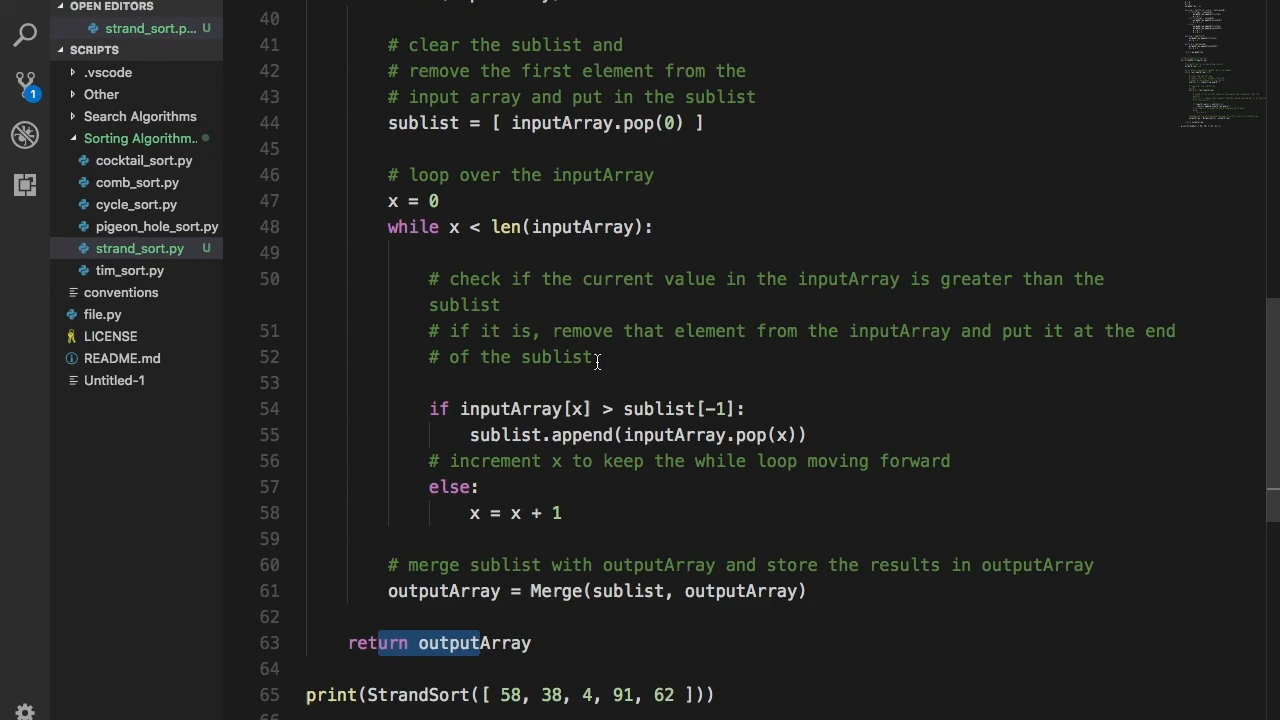 OPEN EDITORS
strand_sort.p... U
SCRIPTS
.vscode
Other
Search Algorithms
Sorting Algorithm..
cocktail_sort.py
comb_sort.py
cycle_sort.py
pigeon_hole_sort.py
strand_sort.py U
tim_sort.py
conventions
file.py
LICENSE
README.md
Untitled-1
1
40
41 # clear the sublist and
42 # remove the first element from the
43 # input array and put in the sublist
44 sublist = [ inputArray.pop(0) ]
45
46 # loop over the inputArray
47 x = 0
48 while x < len(inputArray):
49
50 # check if the current value in the inputArray is greater than the
sublist
51 # if it is, remove that element from the inputArray and put it at the end
52 # of the sublist
53
54 if inputArray[x] > sublist[-1]:
55 sublist.append(inputArray.pop(x))
56 # increment x to keep the while loop moving forward
57 else:
58 x = x + 1
59
60 # merge sublist with outputArray and store the results in outputArray
61 outputArray = Merge(sublist, outputArray)
62
63 return outputArray
64
65 print(StrandSort([ 58, 38, 4, 91, 62 ]))